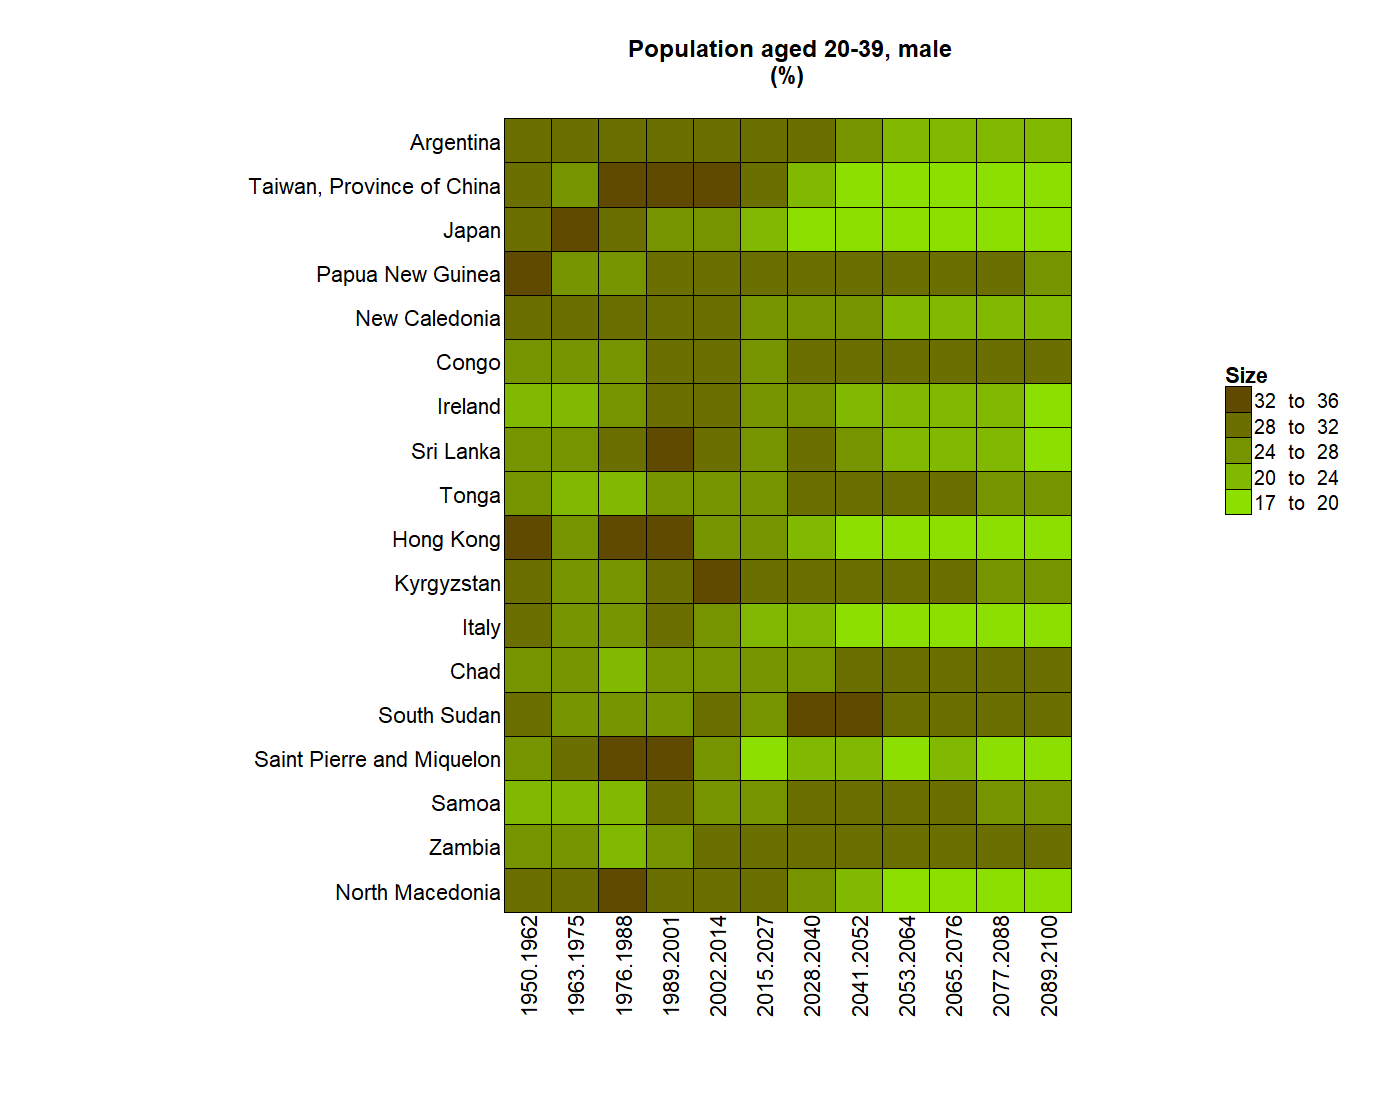 Population aged 20-39, male
(%)
Argentina
Taiwan, Province of China
Japan
Papua New Guinea
New Caledonia
Congo
Ireland
Sri Lanka
Tonga
Hong Kong
Kyrgyzstan
Italy
Chad
South Sudan
Saint Pierre and Miquelon
Samoa
Zambia
North Macedonia
1950.1962
1963.1975
1976.1988
1989.2001
2002.2014
2015.2027
2028.2040
2041.2052
2053.2064
2065.2076
2077.2088
2089.2100
Size
32 to 36
28 to 32
24 to 28
20 to 24
17 to 20